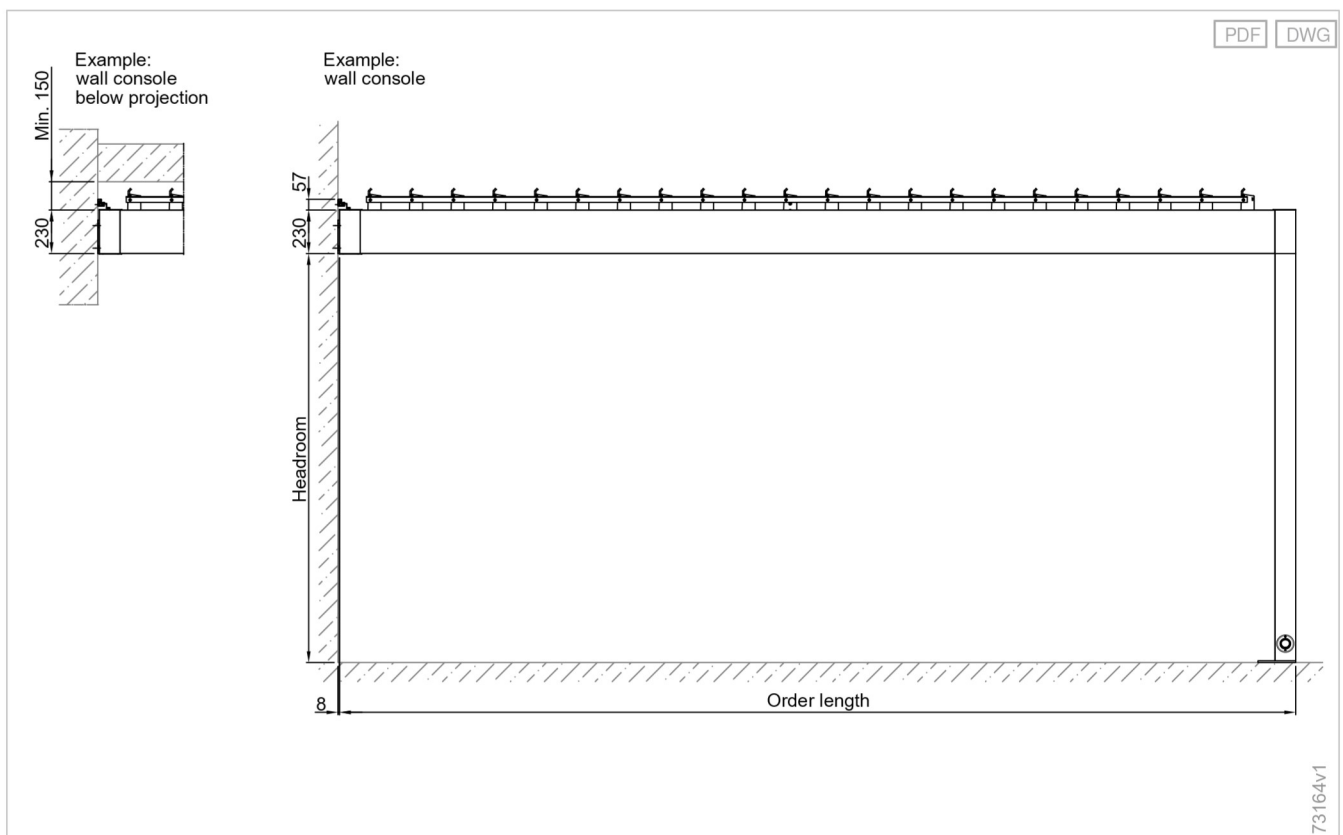 PDF
DWG
Example:
wall console
below projection
Example:
wall console
Min. 150
230
57
230
Headroom
8
Order length
73164v1